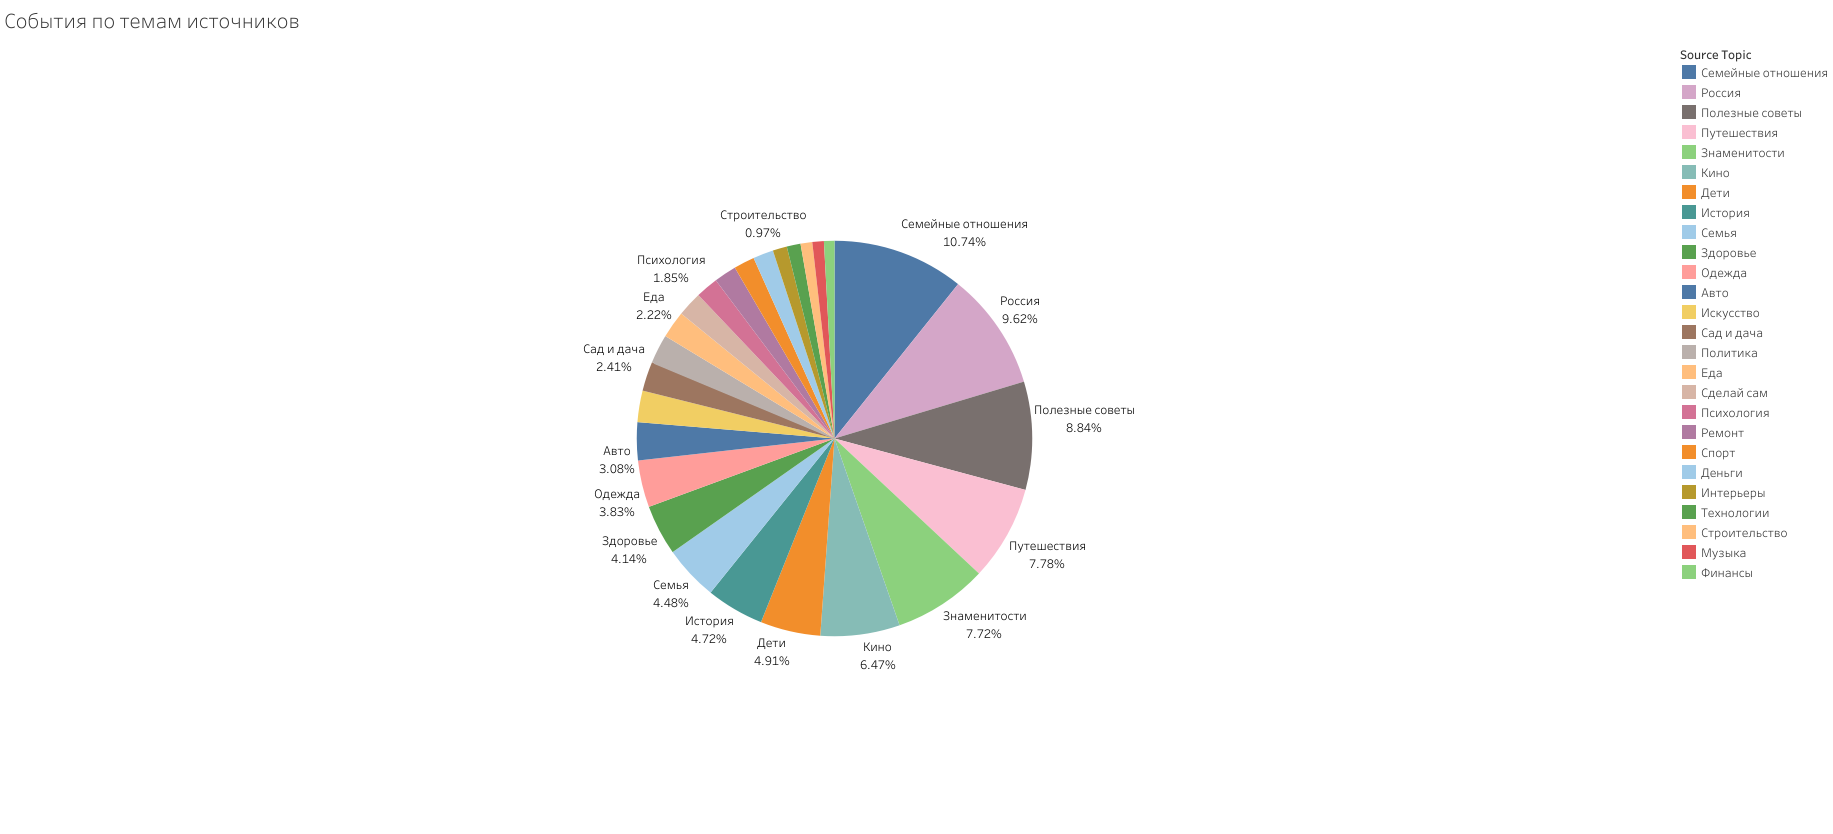 События по темам источников
Source Topic
Семейные отношения
Россия
Полезные советы
Путешествия
Знаменитости
Кино
Дети
История
Семья
Здоровье
Одежда
Авто
Искусство
Сад и дача
Политика
Еда
Сделай сам
Психология
Ремонт
Спорт
Деньги
Интерьеры
Технологии
Строительство
Музыка
Финансы
Семейные отношения
10.74%
Россия
9.62%
Полезные советы
8.84%
Путешествия
7.78%
Знаменитости
7.72%
Кино
6.47%
Дети
4.91%
История
4.72%
Семья
4.48%
Здоровье
4.14%
Одежда
3.83%
Авто
3.08%
Сад и дача
2.41%
Еда
2.22%
Психология
1.85%
Строительство
0.97%